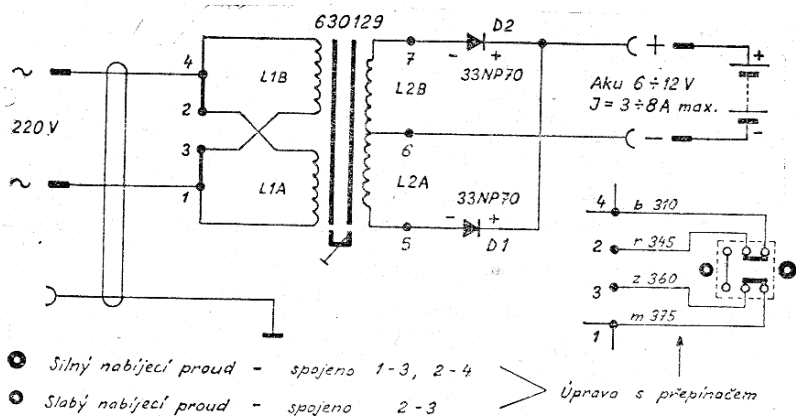 630129
D2
4
7
- +
~
L1B
33NP70
+
Aku 6÷12V
L2B
J = 3÷8A max.
2
220V
6
-
3
L2A
33NP70
~
L1A
- +
1
4 b 310
5
D1
2 r 345
3 z 360
m 375
1
Silný nabíjecí proud - spojeno 1-3, 2-4
Úprava s přepínačem
Slabý nabíjecí proud - spojeno 2-3